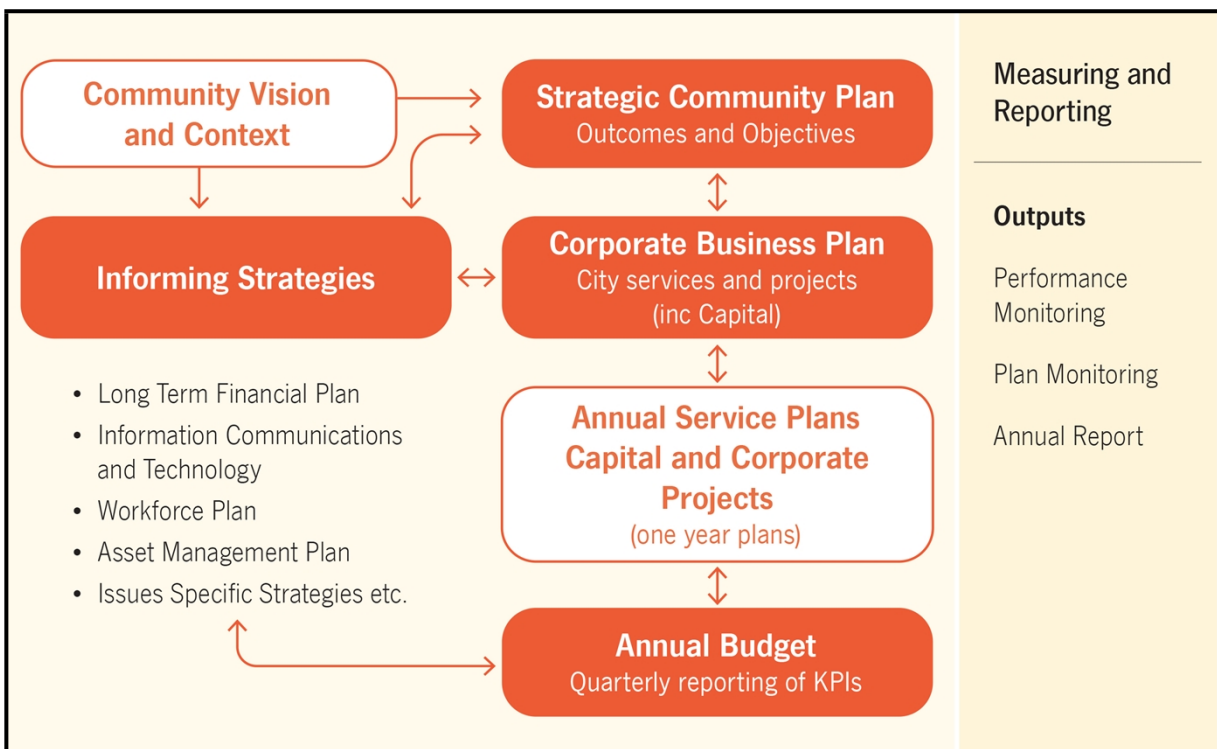 Community Vision
and Context
Strategic Community Plan
Outcomes and Objectives
Informing Strategies
Corporate Business Plan
City services and projects
(inc Capital)
• Long Term Financial Plan
• Information Communications
and Technology
• Workforce Plan
• Asset Management Plan
• Issues Specific Strategies etc.
Annual Service Plans
Capital and Corporate
Projects
(one year plans)
Annual Budget
Quarterly reporting of KPIs
Measuring and
Reporting
Outputs
Performance
Monitoring
Plan Monitoring
Annual Report